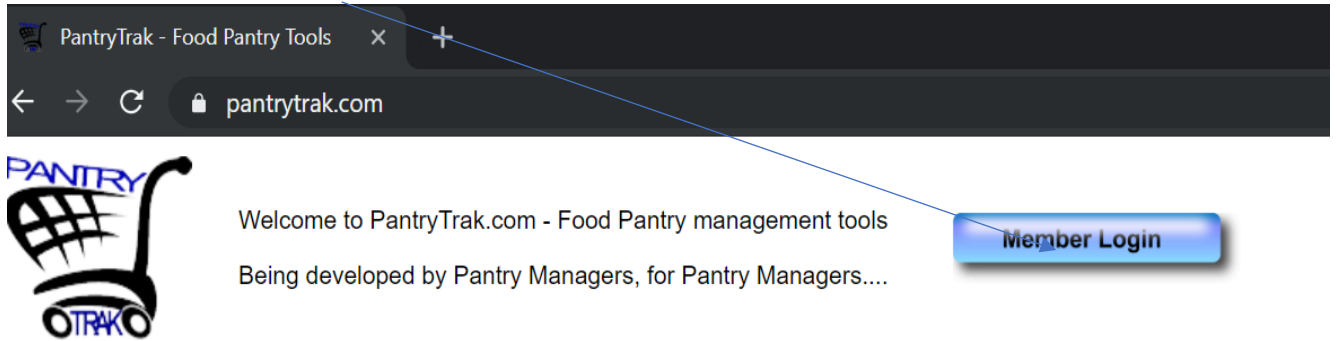 PantryTrak - Food Pantry Tools
pantrytrak.com
PANTRY
TRAK
Welcome to PantryTrak.com - Food Pantry management tools
Member Login
Being developed by Pantry Managers, for Pantry Managers....